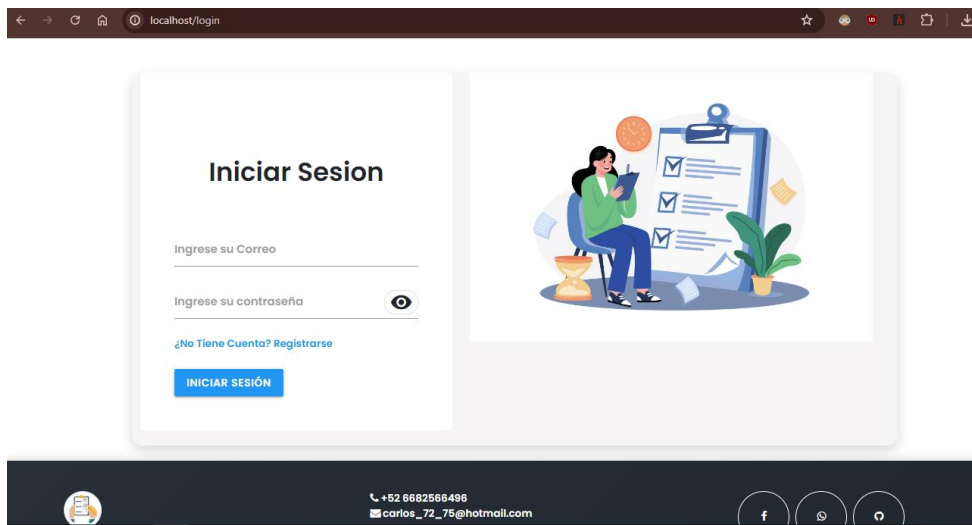 localhost/login
Iniciar Sesion
Ingrese su Correo
Ingrese su contraseña
¿No Tiene Cuenta? Registrarse
INICIAR SESIÓN
+52 6682566496
carlos_72_75@hotmail.com